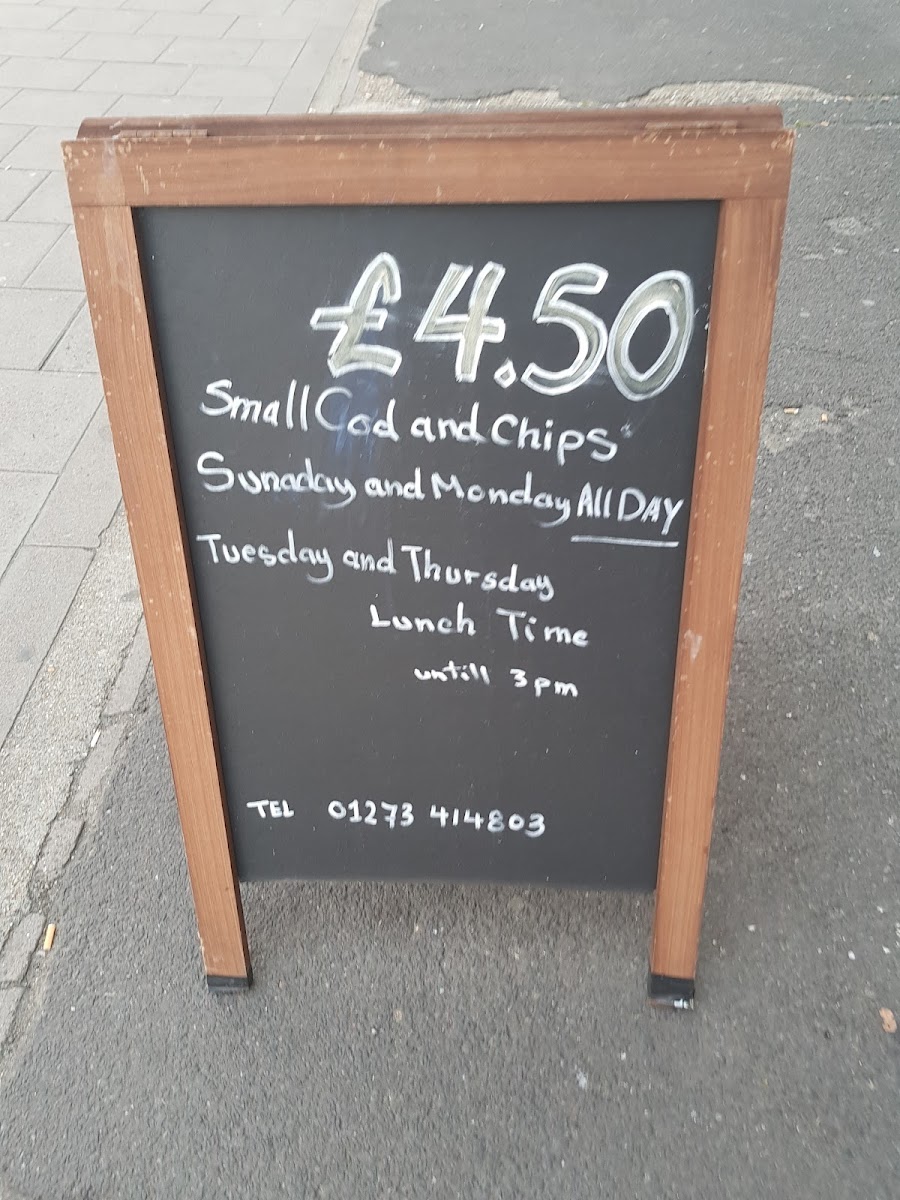 £4.50
Small Cod and Chips
Sunaday and Monday All DAY
Tuesday and Thursday
Lunch Time
untill 3pm
TEL 01273 414803